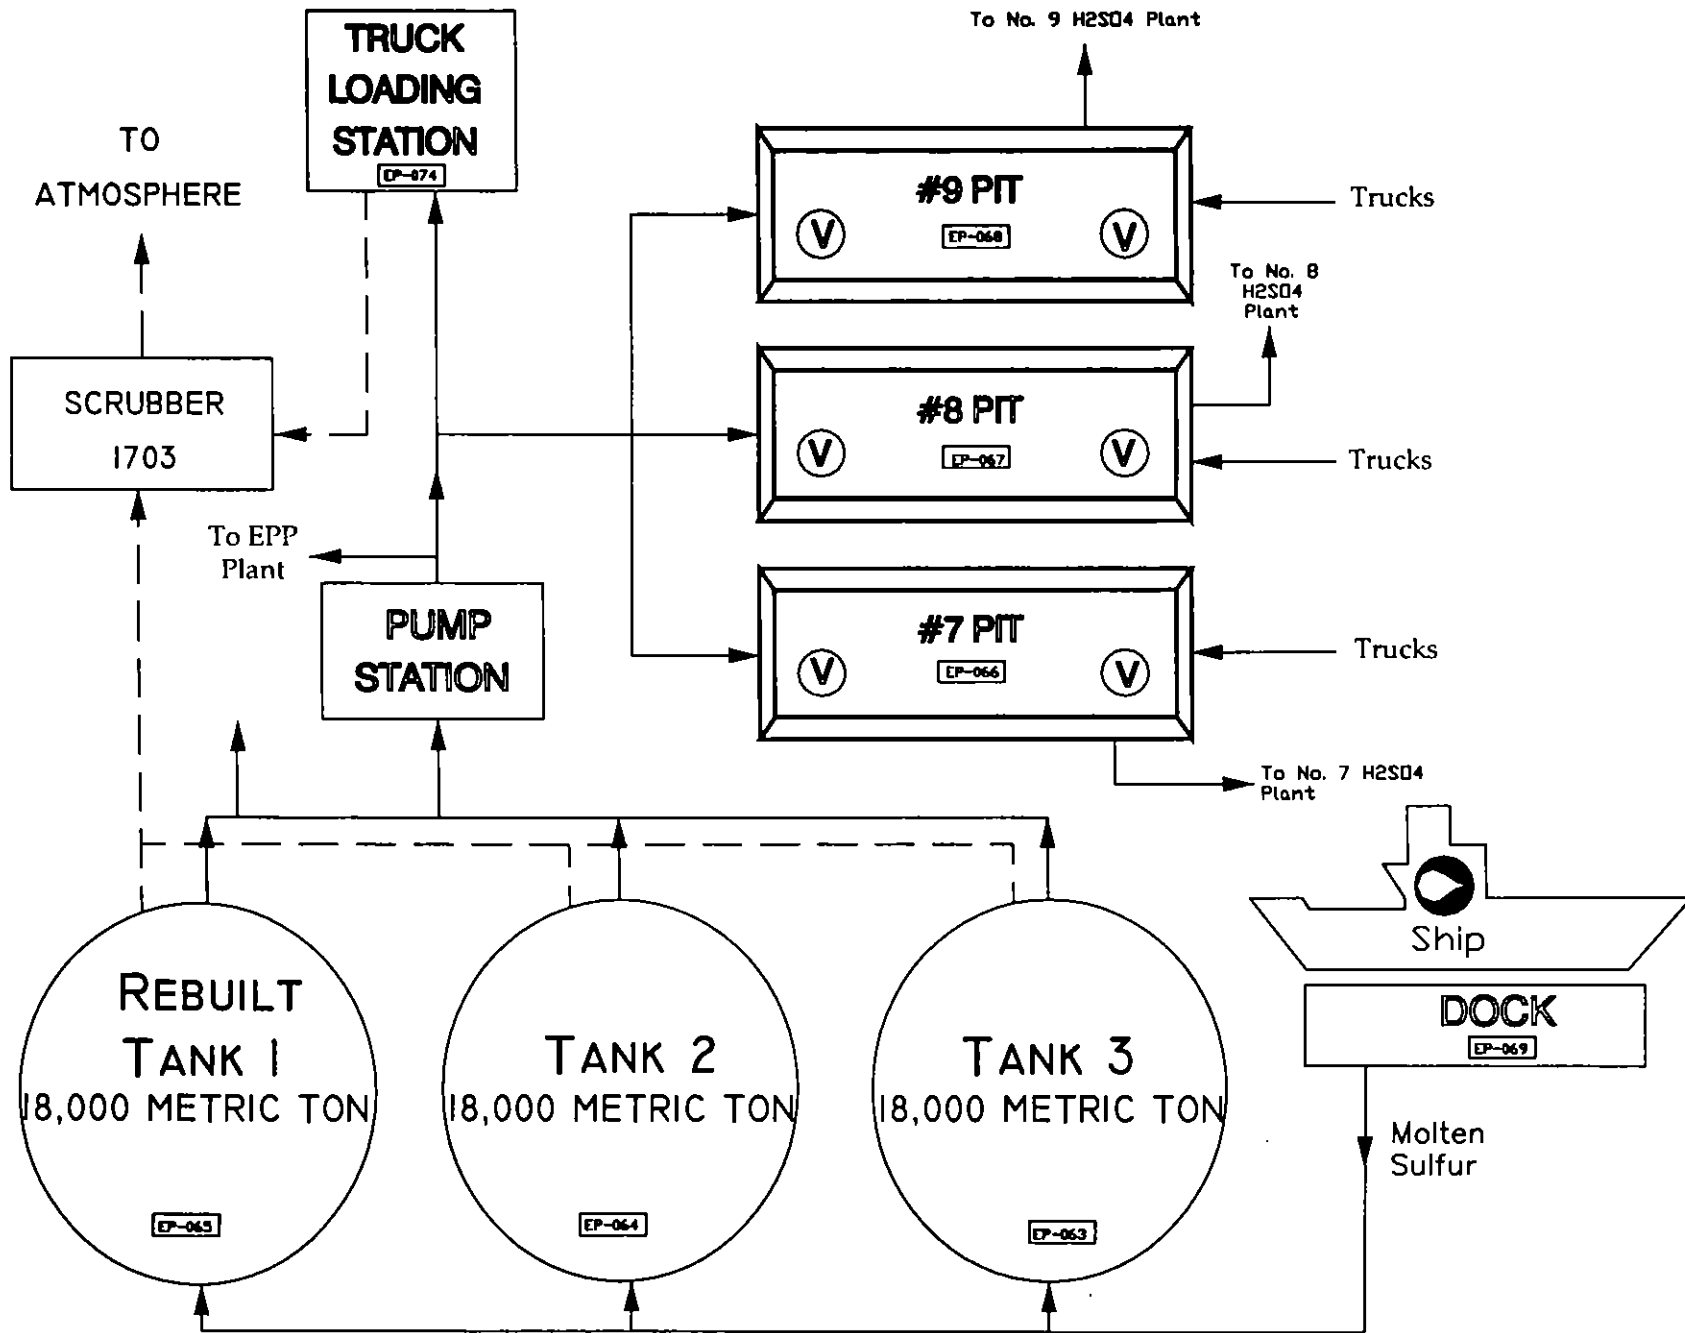 To No. 9 H2SO4 Plant
TRUCK
LOADING
STATION
EP-074
TO
ATMOSPHERE
#9 PIT
V
EP-068
V
Trucks
To No. 8
H2SO4
Plant
SCRUBBER
1703
#8 PIT
V
EP-067
V
Trucks
To EPP
Plant
PUMP
STATION
#7 PIT
V
EP-066
V
Trucks
To No. 7 H2SO4
Plant
Ship
DOCK
EP-069
REBUILT
TANK 1
18,000 METRIC TON
EP-065
TANK 2
18,000 METRIC TON
EP-064
TANK 3
18,000 METRIC TON
EP-063
Molten
Sulfur